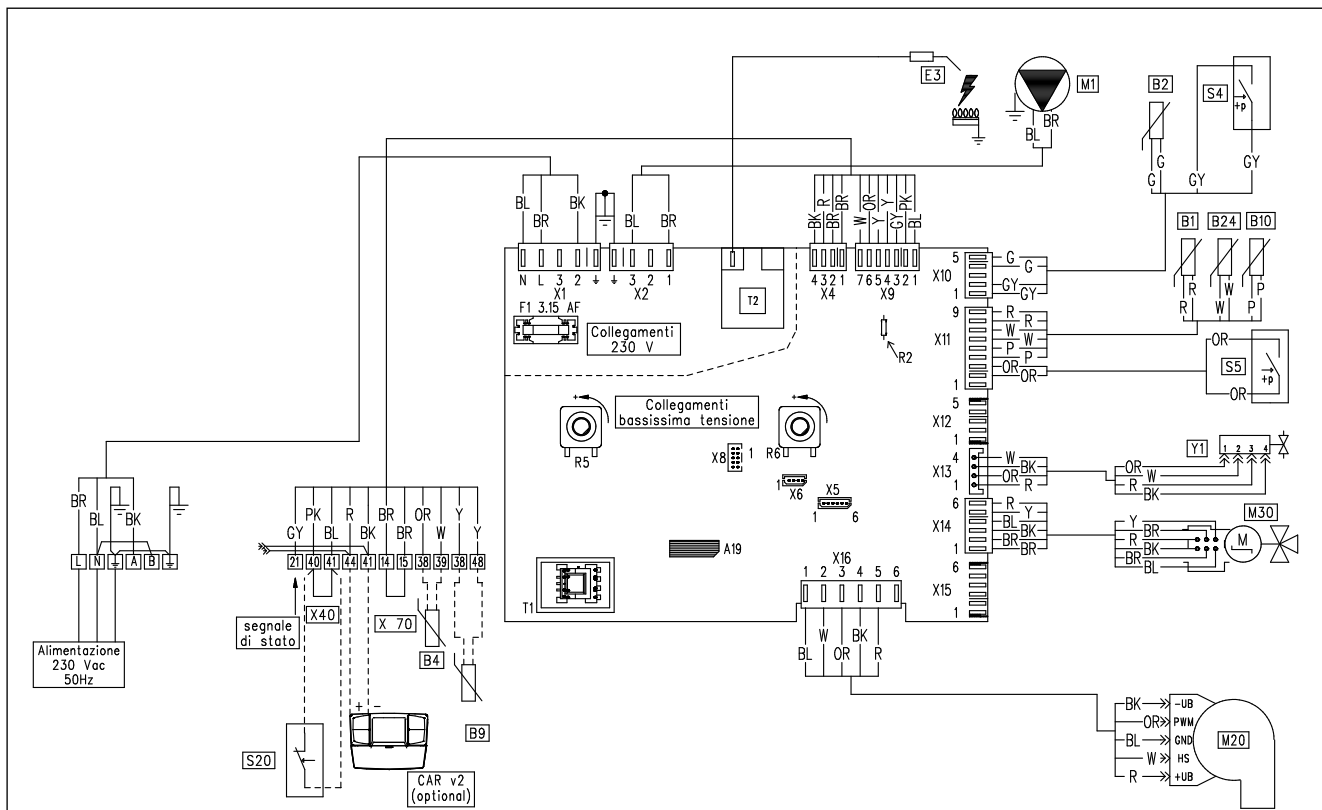 E3
M1
BL
BR
B2
G
G
S4
+p
GY
GY
BL
BR
BK
BL
BR
BK
R
BR
BR
W
OR
Y
Y
GY
PK
BL
N
L
3
2
X1
3
2
1
X2
T2
4
3
2
1
X4
7
6
5
4
3
2
1
X9
F1 3.15 AF
Collegamenti
230 V
R2
5
X10
1
G
G
GY
GY
B1
B24
B10
R
R
W
W
P
P
9
X11
1
R
R
W
W
P
P
OR
OR
OR
S5
+p
OR
Collegamenti
bassissima tensione
+
R5
+
R6
X8
1
1
X6
X5
1
6
A19
T1
5
X12
1
4
X13
1
W
BK
OR
R
Y1
1 2 3 4
OR
W
R
BK
6
X14
1
R
Y
BL
BK
BR
BR
Y
BR
R
BK
BR
BL
M
M30
6
X15
1
X16
1 2 3 4 5 6
BL
W
OR
BK
R
BR
BL
BK
L
N
A
B
Alimentazione
230 Vac
50Hz
GY
PK
BL
R
BK
BR
BR
OR
W
Y
Y
21
40
41
44
41
14
15
38
39
38
48
segnale
di stato
X40
X 70
B4
B9
+ -
S20
CAR v2
(optional)
BK
-UB
OR
PWM
BL
GND
W
HS
R
+UB
M20